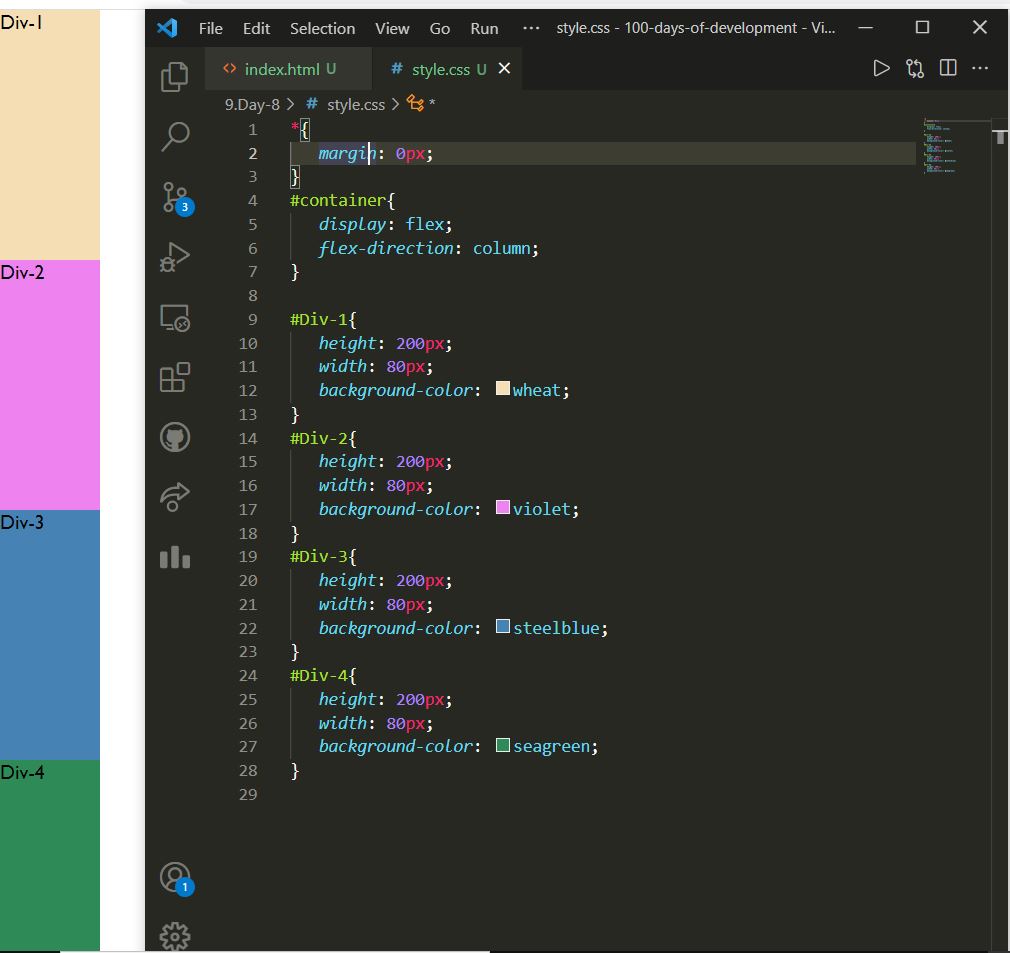 Div-1
Div-2
Div-3
Div-4
File Edit Selection View Go Run ··· style.css - 100-days-of-development - Vi...
<> index.html U # style.css U
9.Day-8 > # style.css > *
1 *{
2 margin: 0px;
3 }
4 #container{
5 display: flex;
6 flex-direction: column;
7 }
8
9 #Div-1{
10 height: 200px;
11 width: 80px;
12 background-color: wheat;
13 }
14 #Div-2{
15 height: 200px;
16 width: 80px;
17 background-color: violet;
18 }
19 #Div-3{
20 height: 200px;
21 width: 80px;
22 background-color: steelblue;
23 }
24 #Div-4{
25 height: 200px;
26 width: 80px;
27 background-color: seagreen;
28 }
29
3
1